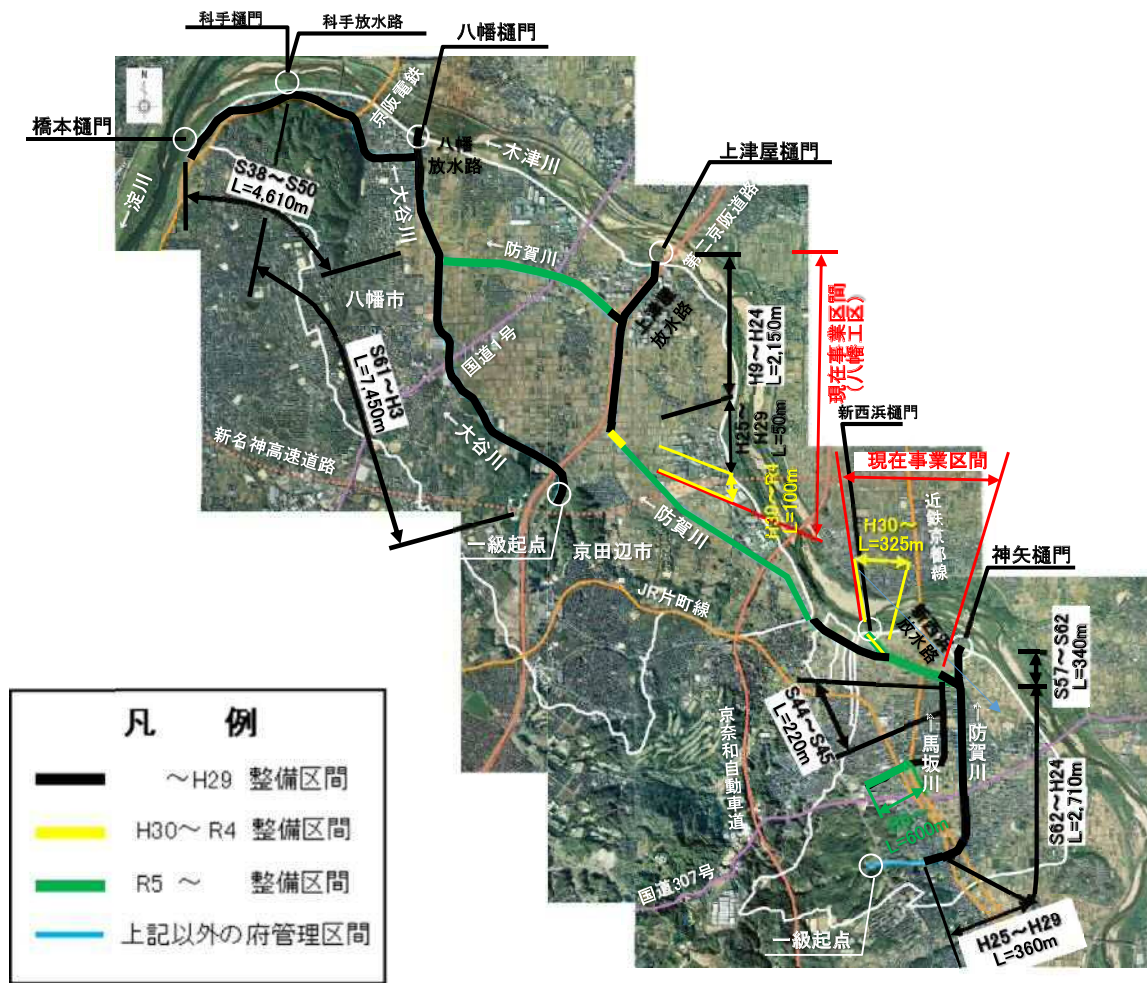 科手樋門
科手放水路
八幡樋門
橋本樋門
N
京阪電鉄
八幡
放水路
←木津川
上津屋樋門
S38～S50
L=4,610m
←淀川
←大谷川
第二京阪道路
←防賀川
八幡市
上津屋
放水路
国道1号
H9～H24
L=2,150m
現在事業区間
(八幡工区)
S61～H3
L=7,450m
H25～
H29
L=50m
新西浜樋門
新名神高速道路
←大谷川
現在事業区間
H30～R4
L=100m
←防賀川
H30～
L=325m
近鉄京都線
一級起点
京田辺市
神矢樋門
JR片町線
新西浜
放水路
S57～S62
L=340m
S44～S45
L=220m
京奈和自動車道
←馬坂川
←防賀川
S62～H24
L=2,710m
L=600m
国道307号
一級起点
H25～H29
L=360m
凡 例
～H29 整備区間
H30～R4 整備区間
R5 ～ 整備区間
上記以外の府管理区間